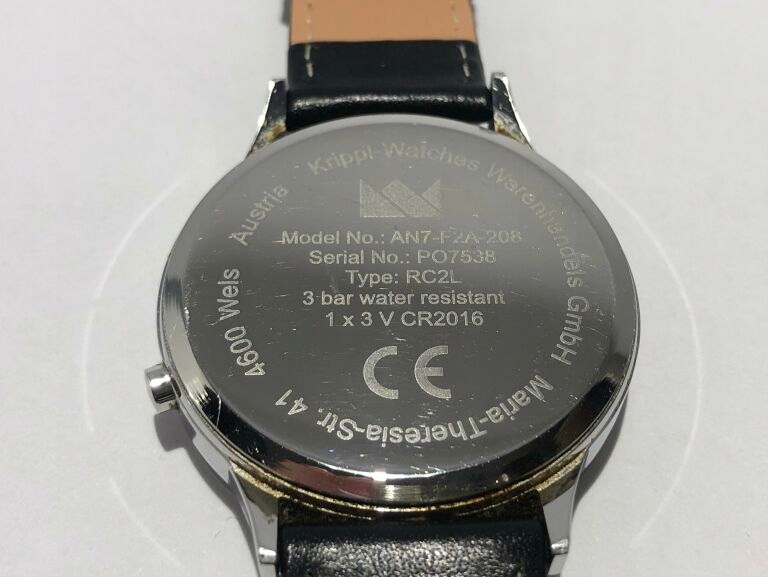 Krippl-Watches Warenhandels GmbH Maria-Theresia-Str. 41 4600 Wels Austria
Model No.: AN7-F2A-208
Serial No.: PO7538
Type: RC2L
3 bar water resistant
1 x 3 V CR2016
CE